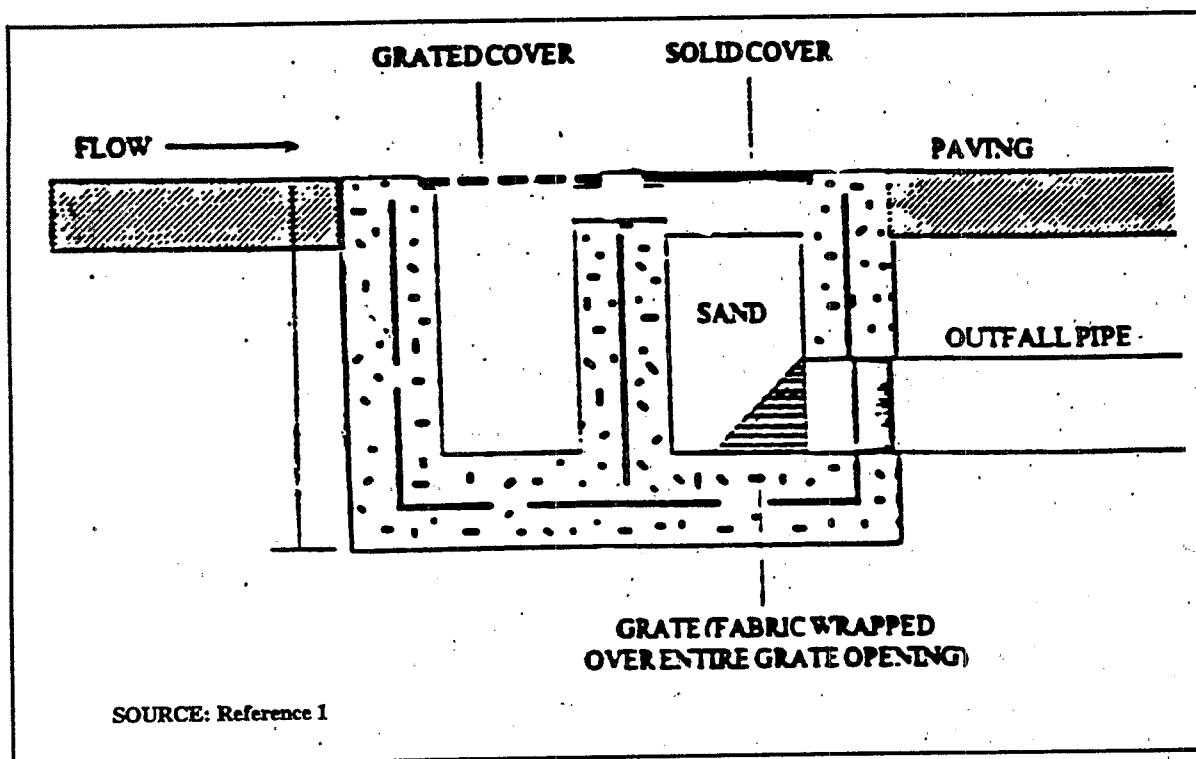 GRATED COVER
SOLID COVER
FLOW
PAVING
SAND
OUTFALL PIPE
GRATE (FABRIC WRAPPED
OVER ENTIRE GRATE OPENING)
SOURCE: Reference 1